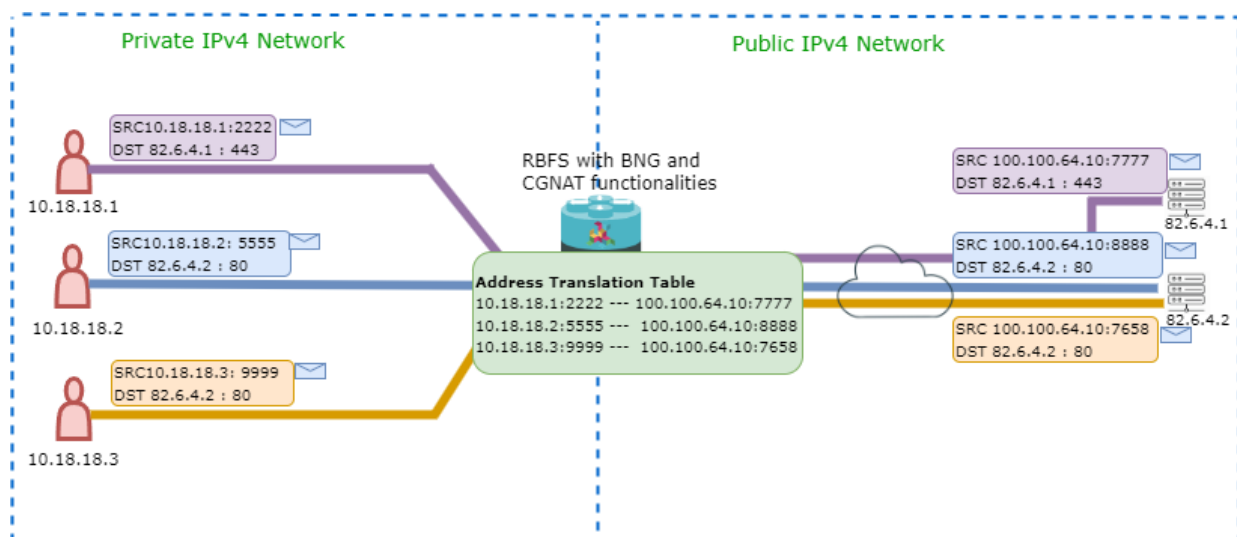 Private IPv4 Network
Public IPv4 Network
SRC10.18.18.1:2222
DST 82.6.4.1 : 443
10.18.18.1
RBFS with BNG and
CGNAT functionalities
SRC 100.100.64.10:7777
DST 82.6.4.1 : 443
82.6.4.1
SRC10.18.18.2: 5555
DST 82.6.4.2 : 80
10.18.18.2
SRC 100.100.64.10:8888
DST 82.6.4.2 : 80
82.6.4.2
Address Translation Table
10.18.18.1:2222 --- 100.100.64.10:7777
10.18.18.2:5555 --- 100.100.64.10:8888
10.18.18.3:9999 --- 100.100.64.10:7658
SRC 100.100.64.10:7658
DST 82.6.4.2 : 80
SRC10.18.18.3: 9999
DST 82.6.4.2 : 80
10.18.18.3